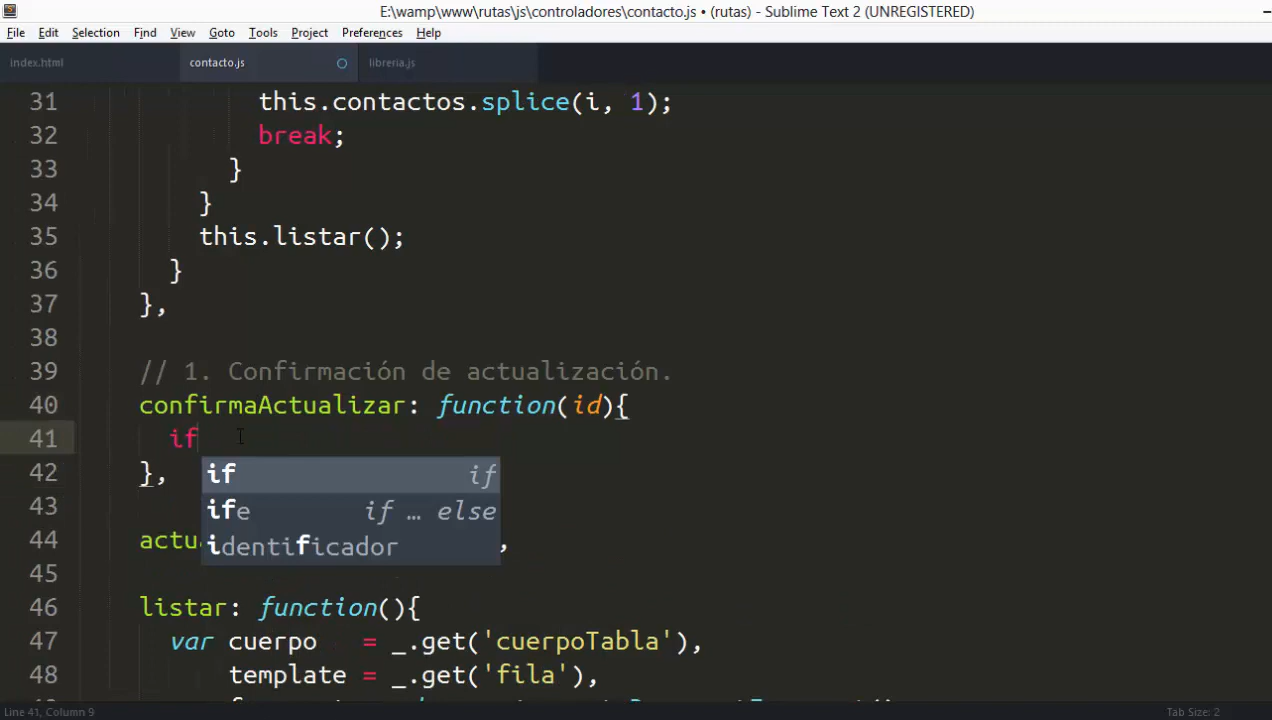 E:\wamp\www\rutas\js\controladores\contacto.js • (rutas) - Sublime Text 2 (UNREGISTERED)
File Edit Selection Find View Goto Tools Project Preferences Help
index.html contacto.js libreria.js
31 this.contactos.splice(i, 1);
32 break;
33 }
34 }
35 this.listar();
36 }
37 },
38
39 // 1. Confirmación de actualización.
40 confirmaActualizar: function(id){
41 if
if if
42 },
43
ife if … else
identificador
44 actu ,
45
46 listar: function(){
47 var cuerpo = _.get('cuerpoTabla'),
48 template = _.get('fila'),
Line 41, Column 9 Tab Size: 2